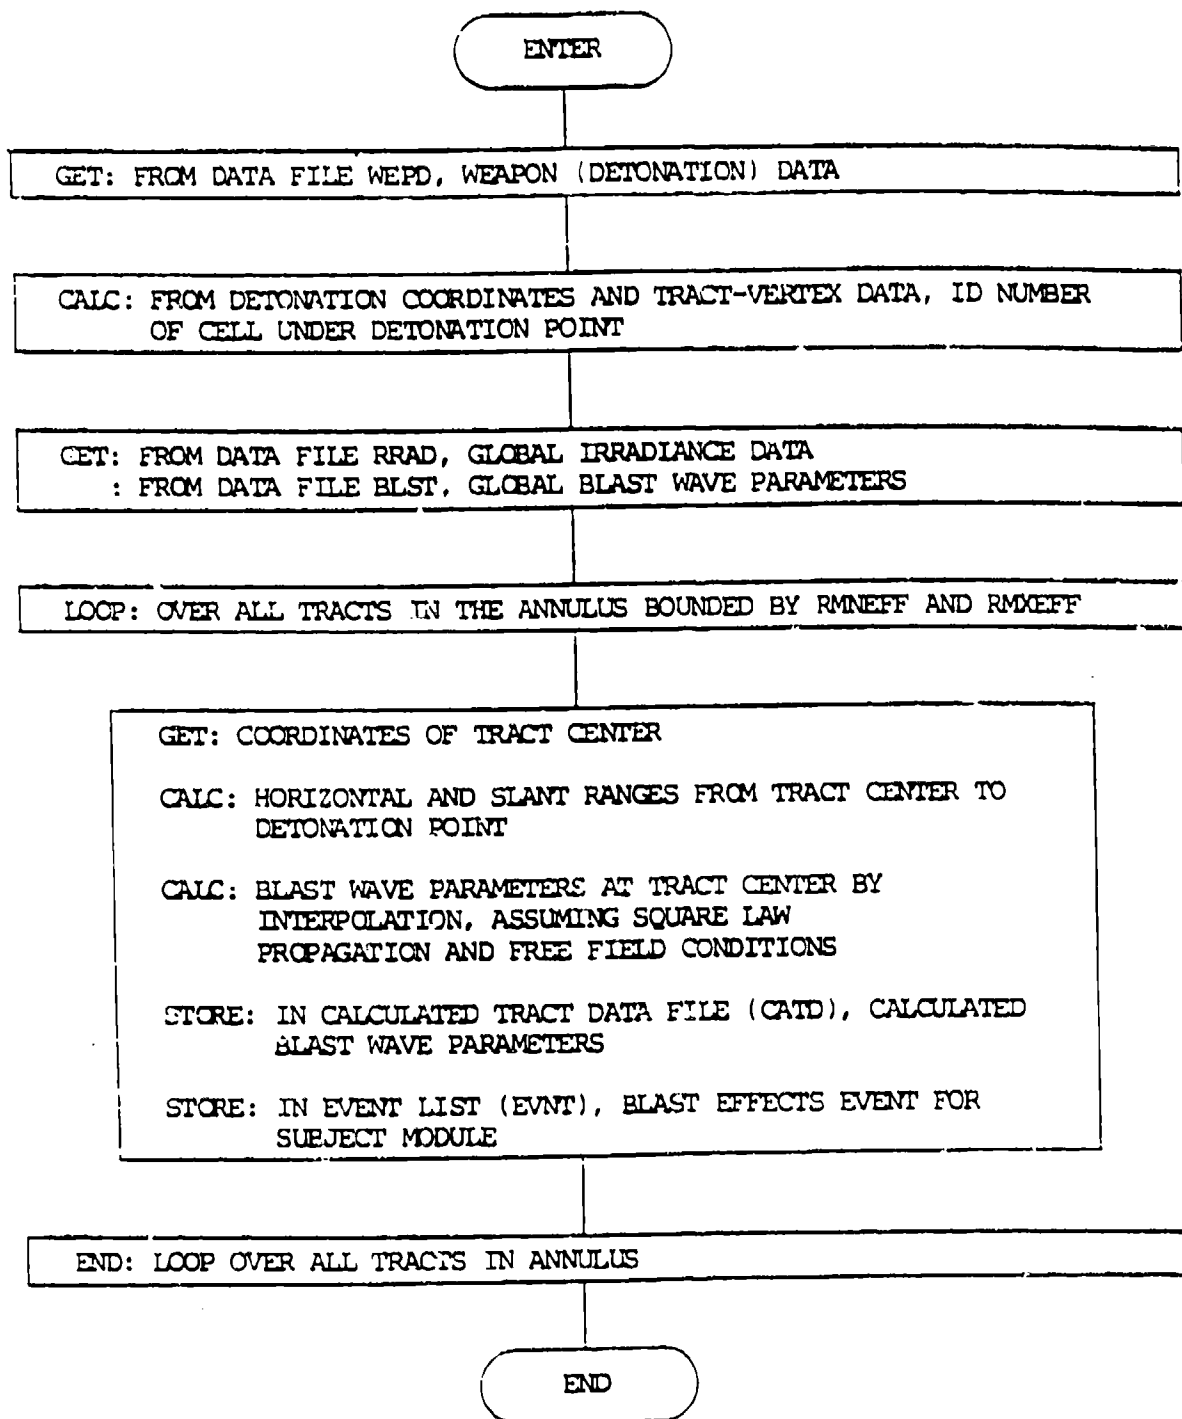 ENTER
GET: FROM DATA FILE WEPD, WEAPON (DETONATION) DATA
CALC: FROM DETONATION COORDINATES AND TRACT-VERTEX DATA, ID NUMBER
OF CELL UNDER DETONATION POINT
GET: FROM DATA FILE RRAD, GLOBAL IRRADIANCE DATA
: FROM DATA FILE BLST, GLOBAL BLAST WAVE PARAMETERS
LOOP: OVER ALL TRACTS IN THE ANNULUS BOUNDED BY RMNEFF AND RMXEFF
GET: COORDINATES OF TRACT CENTER
CALC: HORIZONTAL AND SLANT RANGES FROM TRACT CENTER TO
DETONATION POINT
CALC: BLAST WAVE PARAMETERS AT TRACT CENTER BY
INTERPOLATION, ASSUMING SQUARE LAW
PROPAGATION AND FREE FIELD CONDITIONS
STORE: IN CALCULATED TRACT DATA FILE (CATD), CALCULATED
BLAST WAVE PARAMETERS
STORE: IN EVENT LIST (EVNT), BLAST EFFECTS EVENT FOR
SUBJECT MODULE
END: LOOP OVER ALL TRACTS IN ANNULUS
END